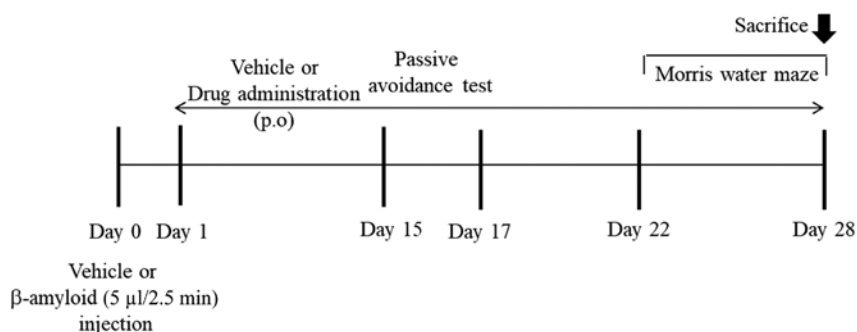 Sacrifice
Vehicle or
Drug administration
(p.o)
Passive
avoidance test
Morris water maze
Day 0
Day 1
Day 15
Day 17
Day 22
Day 28
Vehicle or
β-amyloid (5 µl/2.5 min)
injection